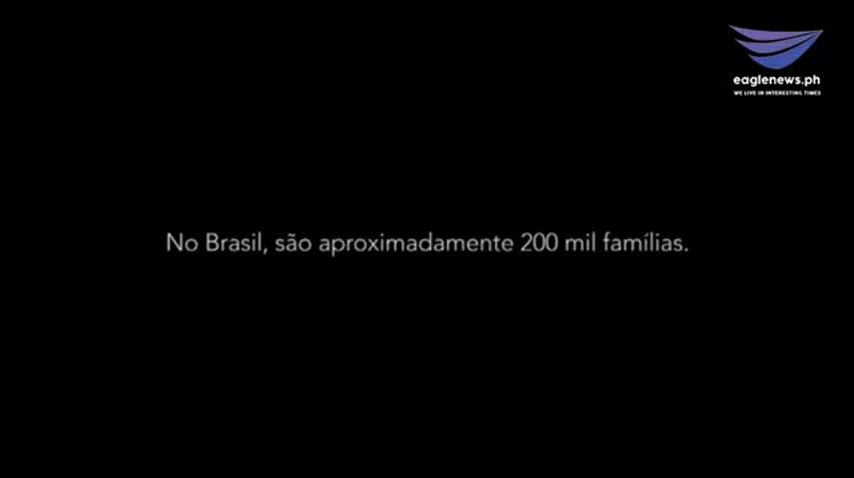 eaglenews.ph
WE LIVE IN INTERESTING TIMES
No Brasil, são aproximadamente 200 mil famílias.